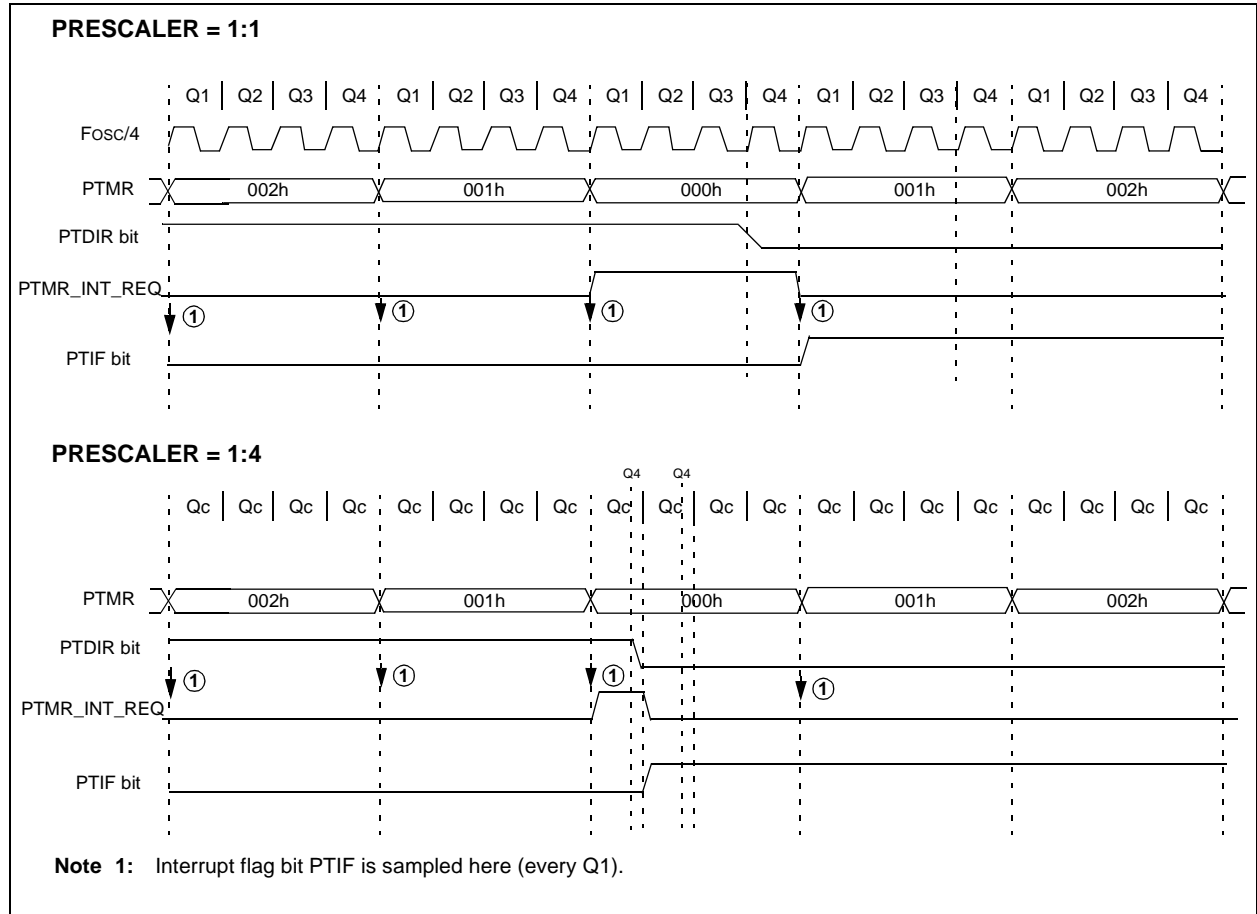 PRESCALER = 1:1
Q1 Q2 Q3 Q4 Q1 Q2 Q3 Q4 Q1 Q2 Q3 Q4 Q1 Q2 Q3 Q4 Q1 Q2 Q3 Q4
FOSC/4
PTMR 002h 001h 000h 001h 002h
PTDIR bit
PTMR_INT_REQ
1 1 1 1
PTIF bit
PRESCALER = 1:4
Q4 Q4
Qc Qc Qc Qc Qc Qc Qc Qc Qc Qc Qc Qc Qc Qc Qc Qc Qc Qc Qc Qc
PTMR 002h 001h 000h 001h 002h
PTDIR bit
1 1 1 1
PTMR_INT_REQ
PTIF bit
Note 1: Interrupt flag bit PTIF is sampled here (every Q1).